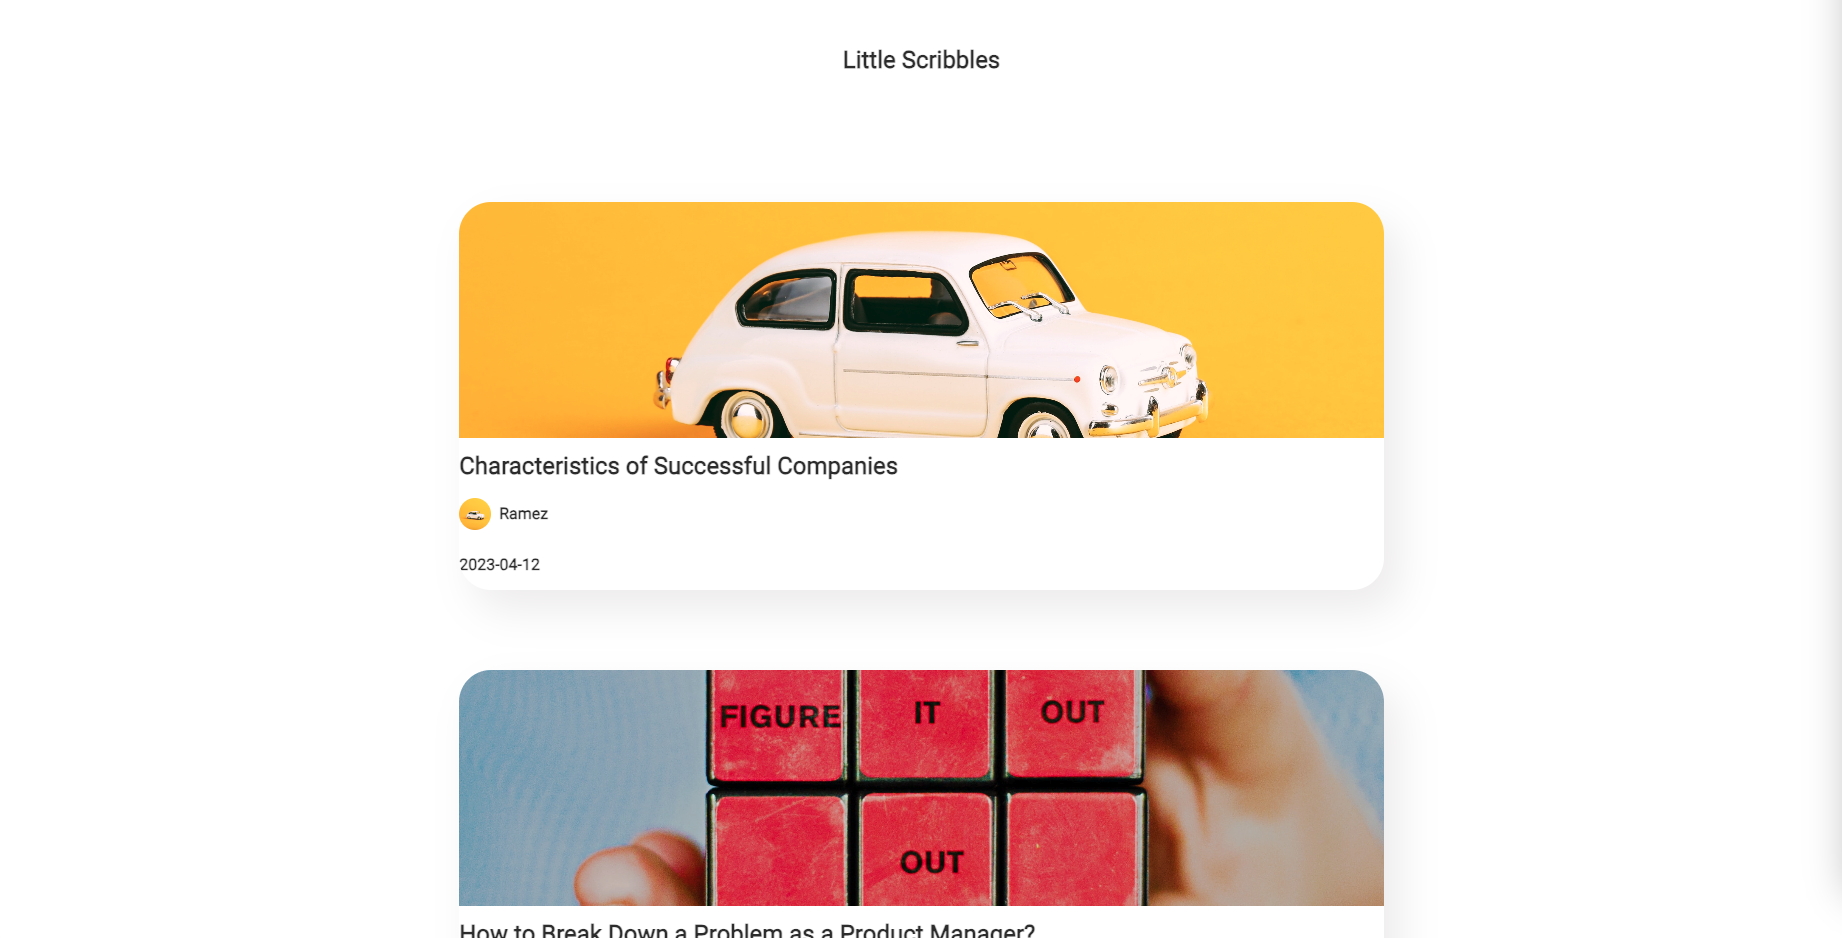 Little Scribbles
Characteristics of Successful Companies
Ramez
2023-04-12
FIGURE IT OUT
OUT
How to Break Down a Problem as a Product Manager?